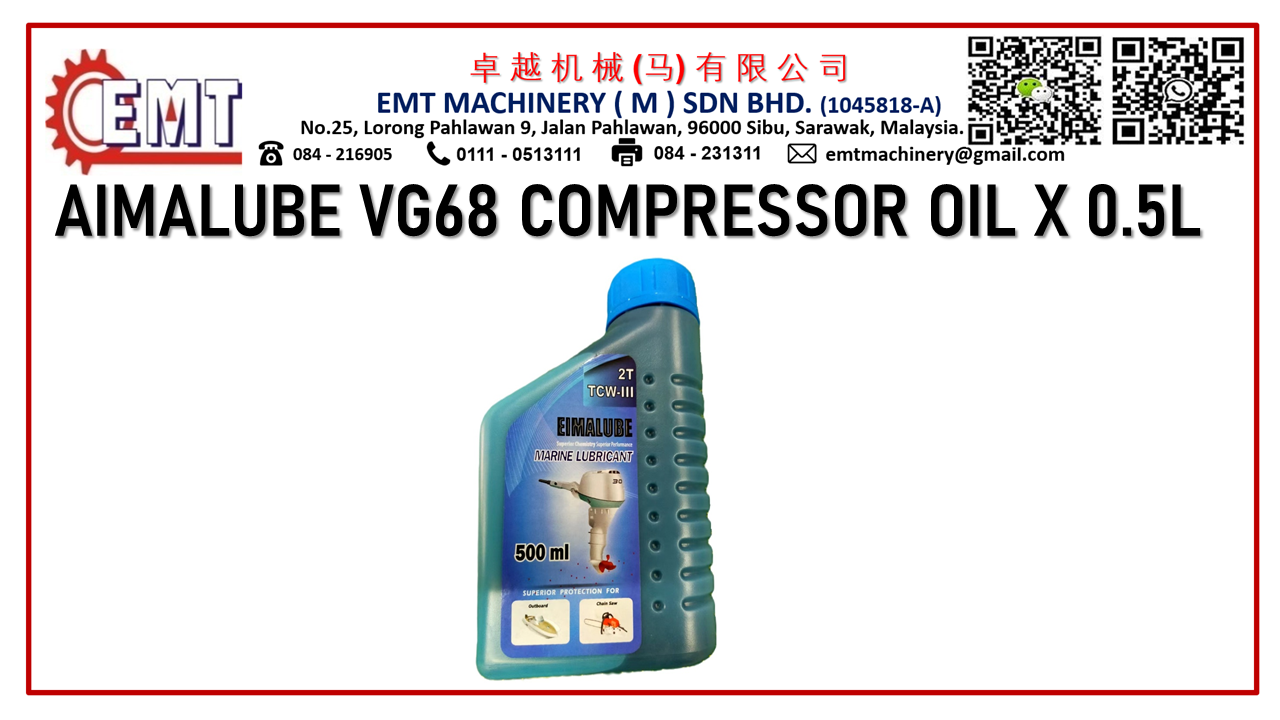 EMT
卓越机械(马)有限公司
EMT MACHINERY ( M ) SDN BHD. (1045818-A)
No.25, Lorong Pahlawan 9, Jalan Pahlawan, 96000 Sibu, Sarawak, Malaysia.
084 - 216905 0111 - 0513111 084 - 231311 emtmachinery@gmail.com
AIMALUBE VG68 COMPRESSOR OIL X 0.5L
2T
TCW-III
EIMALUBE
Superior Chemistry Superior Performance
MARINE LUBRICANT
30
500 ml
SUPERIOR PROTECTION FOR
Outboard Chain Saw